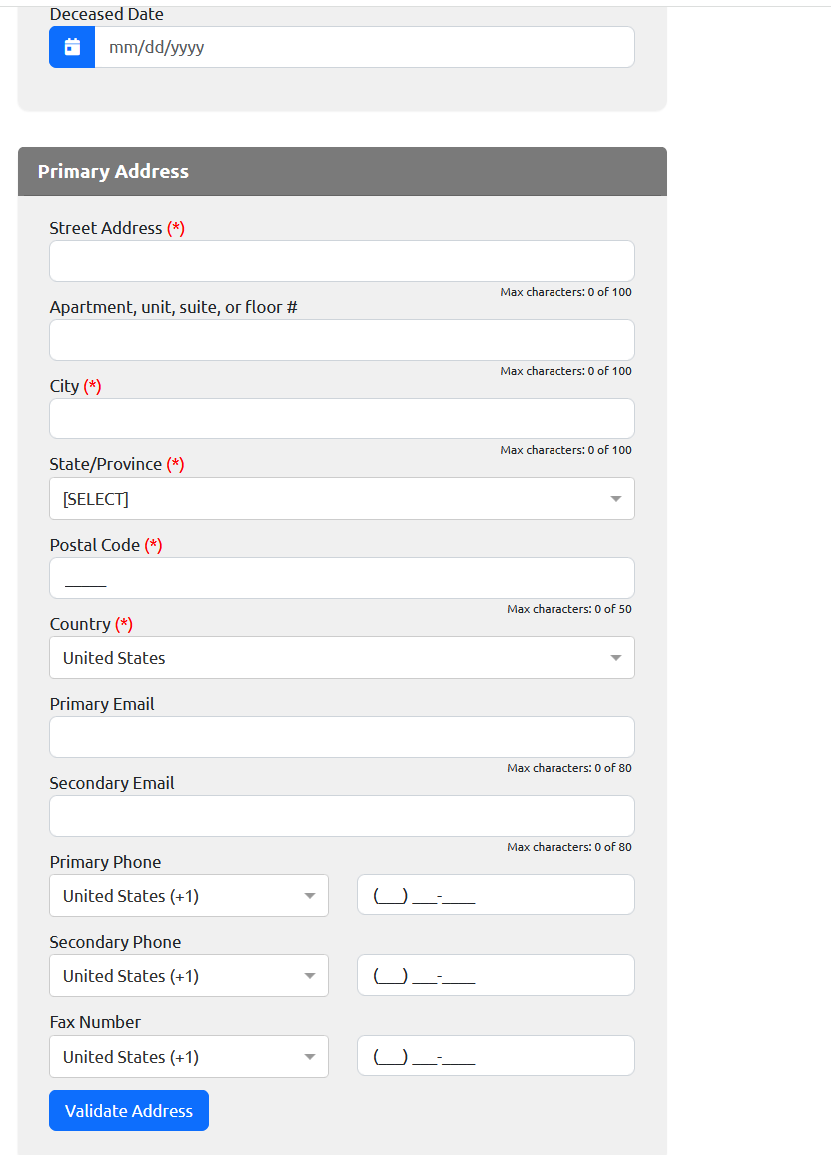 Deceased Date
mm/dd/yyyy
Primary Address
Street Address (*)
Max characters: 0 of 100
Apartment, unit, suite, or floor #
Max characters: 0 of 100
City (*)
Max characters: 0 of 100
State/Province (*)
[SELECT]
Postal Code (*)
_____
Max characters: 0 of 50
Country (*)
United States
Primary Email
Max characters: 0 of 80
Secondary Email
Max characters: 0 of 80
Primary Phone
United States (+1) (___) ___-____
Secondary Phone
United States (+1) (___) ___-____
Fax Number
United States (+1) (___) ___-____
Validate Address